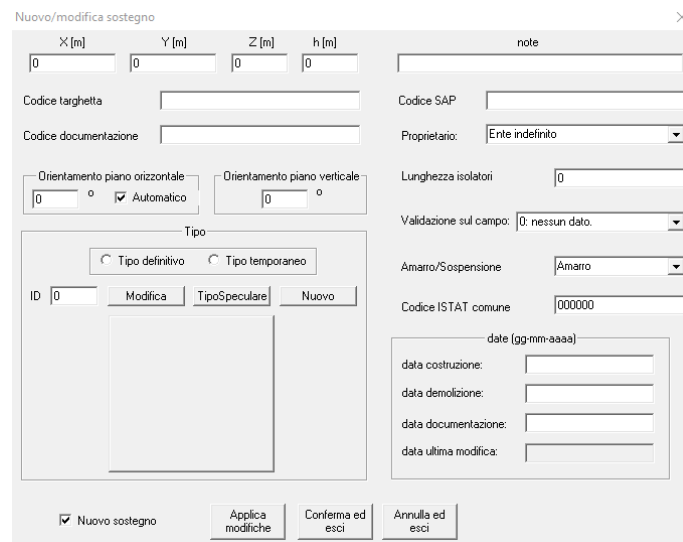 Nuovo/modifica sostegno
X [m] Y [m] Z [m] h [m] note
0 0 0 0
Codice targhetta Codice SAP
Codice documentazione Proprietario: Ente indefinito
Orientamento piano orizzontale Orientamento piano verticale Lunghezza isolatori 0
0 ° Automatico 0 °
Validazione sul campo: 0: nessun dato.
Tipo
Tipo definitivo Tipo temporaneo Amarro/Sospensione Amarro
ID 0 Modifica TipoSpeculare Nuovo
Codice ISTAT comune 000000
date (gg-mm-aaaa)
data costruzione:
data demolizione:
data documentazione:
data ultima modifica:
Nuovo sostegno Applica modifiche Conferma ed esci Annulla ed esci